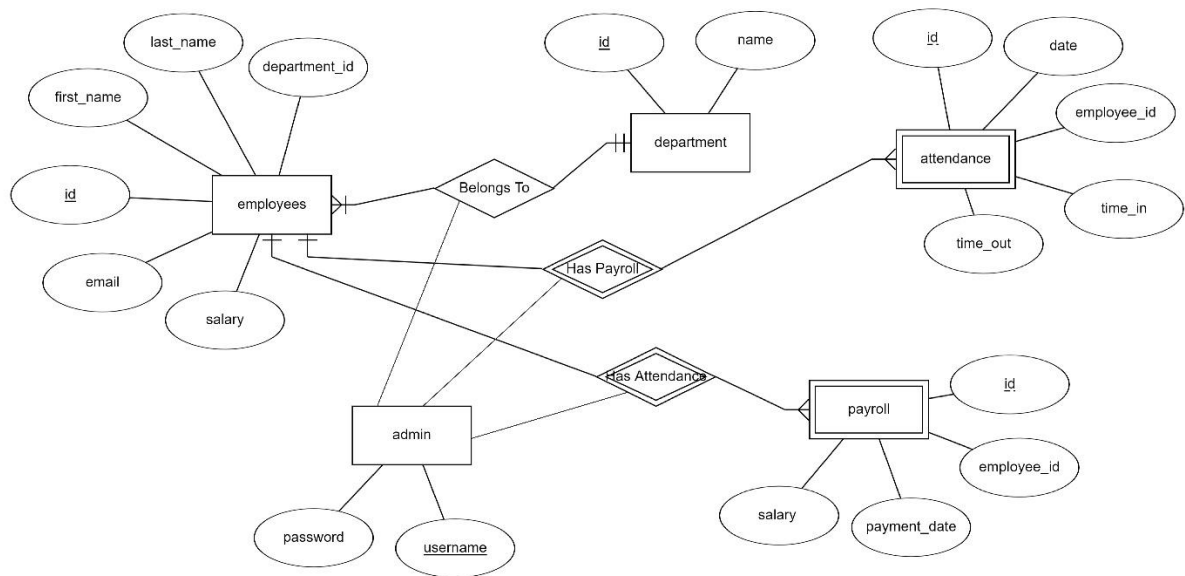 last_name
id
name
id
date
department_id
first_name
employee_id
department
attendance
Belongs To
id
employees
time_in
time_out
Has Payroll
email
salary
Has Attendance
id
payroll
admin
employee_id
salary
payment_date
password
username